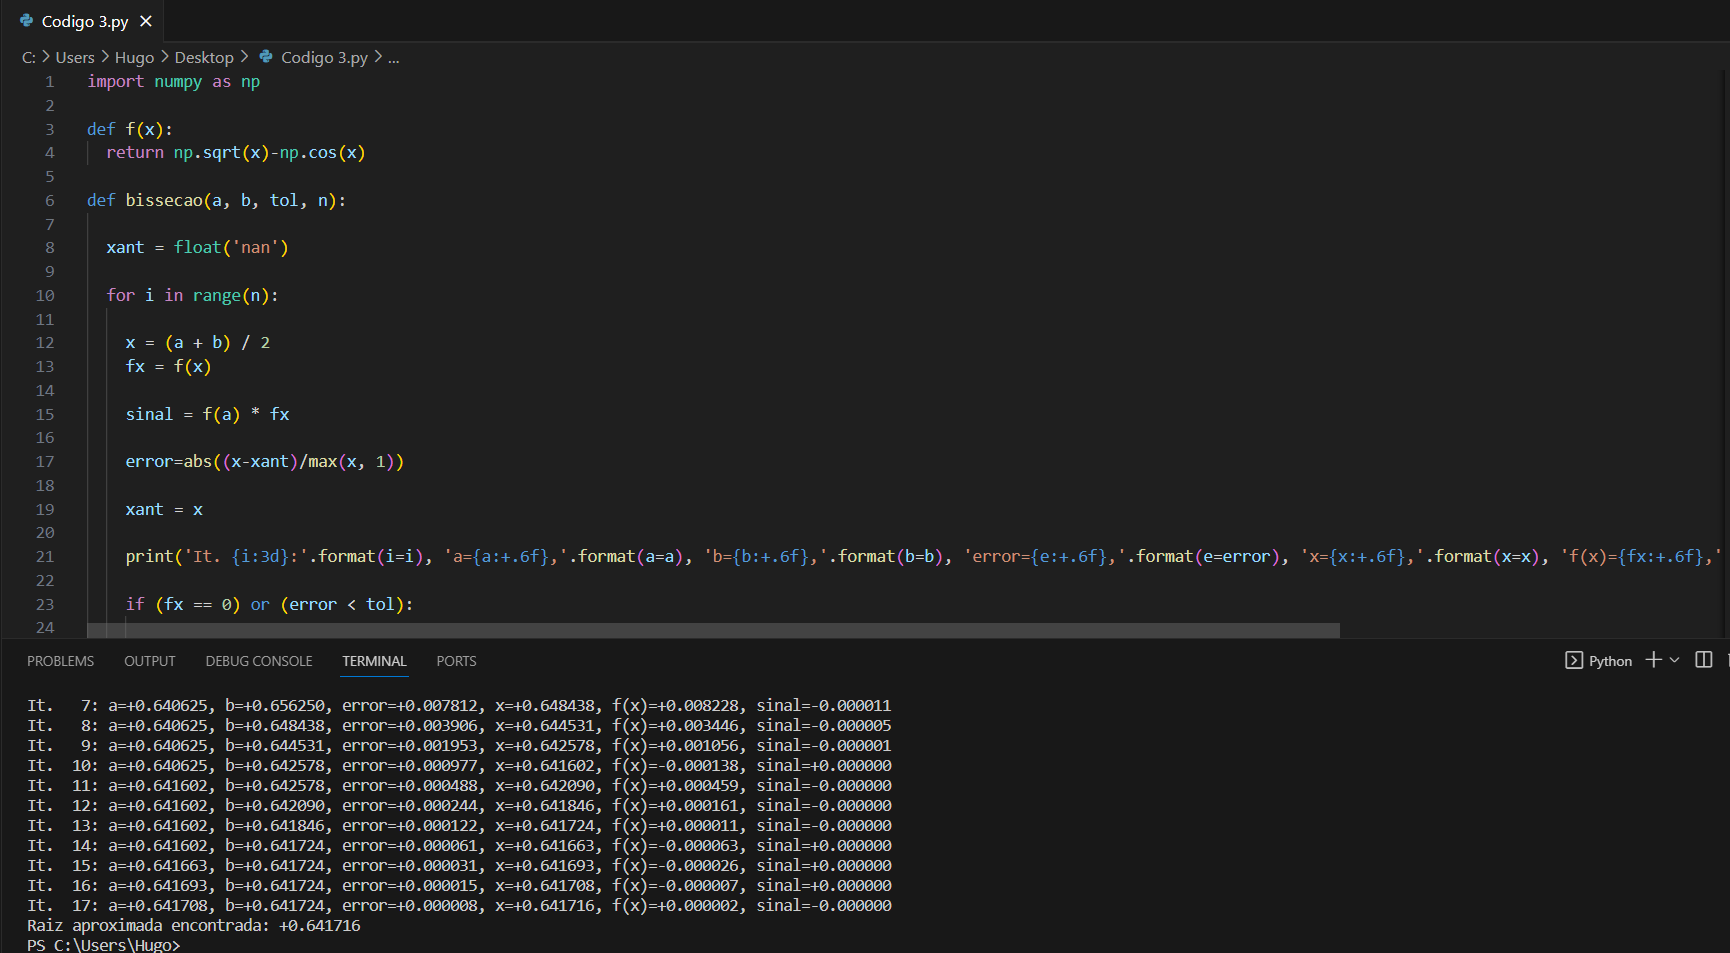 Codigo 3.py
C: > Users > Hugo > Desktop > Codigo 3.py > ...
1 import numpy as np
2
3 def f(x):
4 return np.sqrt(x)-np.cos(x)
5
6 def bissecao(a, b, tol, n):
7
8 xant = float('nan')
9
10 for i in range(n):
11
12 x = (a + b) / 2
13 fx = f(x)
14
15 sinal = f(a) * fx
16
17 error=abs((x-xant)/max(x, 1))
18
19 xant = x
20
21 print('It. {i:3d}:'.format(i=i), 'a={a:+.6f},'.format(a=a), 'b={b:+.6f},'.format(b=b), 'error={e:+.6f},'.format(e=error), 'x={x:+.6f},'.format(x=x), 'f(x)={fx:+.6f},'
22
23 if (fx == 0) or (error < tol):
24
PROBLEMS OUTPUT DEBUG CONSOLE TERMINAL PORTS Python
It.   7: a=+0.640625, b=+0.656250, error=+0.007812, x=+0.648438, f(x)=+0.008228, sinal=-0.000011
It.   8: a=+0.640625, b=+0.648438, error=+0.003906, x=+0.644531, f(x)=+0.003446, sinal=-0.000005
It.   9: a=+0.640625, b=+0.644531, error=+0.001953, x=+0.642578, f(x)=+0.001056, sinal=-0.000001
It.  10: a=+0.640625, b=+0.642578, error=+0.000977, x=+0.641602, f(x)=-0.000138, sinal=+0.000000
It.  11: a=+0.641602, b=+0.642578, error=+0.000488, x=+0.642090, f(x)=+0.000459, sinal=-0.000000
It.  12: a=+0.641602, b=+0.642090, error=+0.000244, x=+0.641846, f(x)=+0.000161, sinal=-0.000000
It.  13: a=+0.641602, b=+0.641846, error=+0.000122, x=+0.641724, f(x)=+0.000011, sinal=-0.000000
It.  14: a=+0.641602, b=+0.641724, error=+0.000061, x=+0.641663, f(x)=-0.000063, sinal=+0.000000
It.  15: a=+0.641663, b=+0.641724, error=+0.000031, x=+0.641693, f(x)=-0.000026, sinal=+0.000000
It.  16: a=+0.641693, b=+0.641724, error=+0.000015, x=+0.641708, f(x)=-0.000007, sinal=+0.000000
It.  17: a=+0.641708, b=+0.641724, error=+0.000008, x=+0.641716, f(x)=+0.000002, sinal=-0.000000
Raiz aproximada encontrada: +0.641716
PS C:\Users\Hugo>